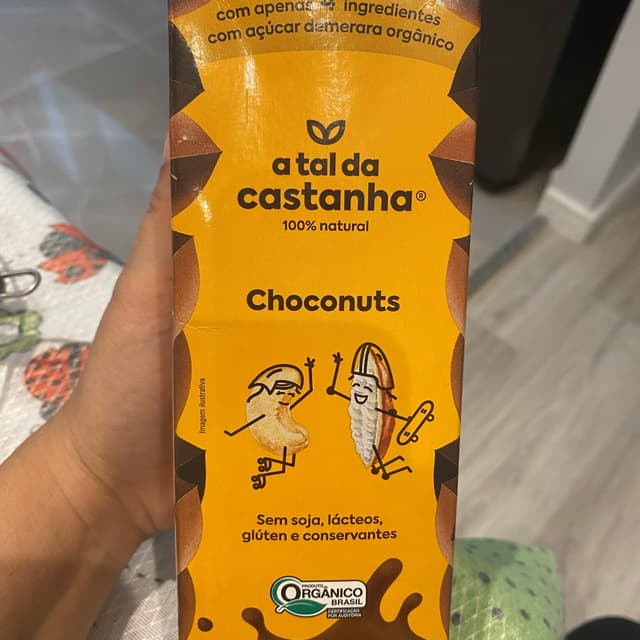 com apenas 4 ingredientes
com açúcar demerara orgânico
a tal da
castanha®
100% natural
Choconuts
Imagem ilustrativa
Sem soja, lácteos,
glúten e conservantes
PRODUTO
ORGÂNICO
BRASIL
CERTIFICAÇÃO
POR AUDITORIA